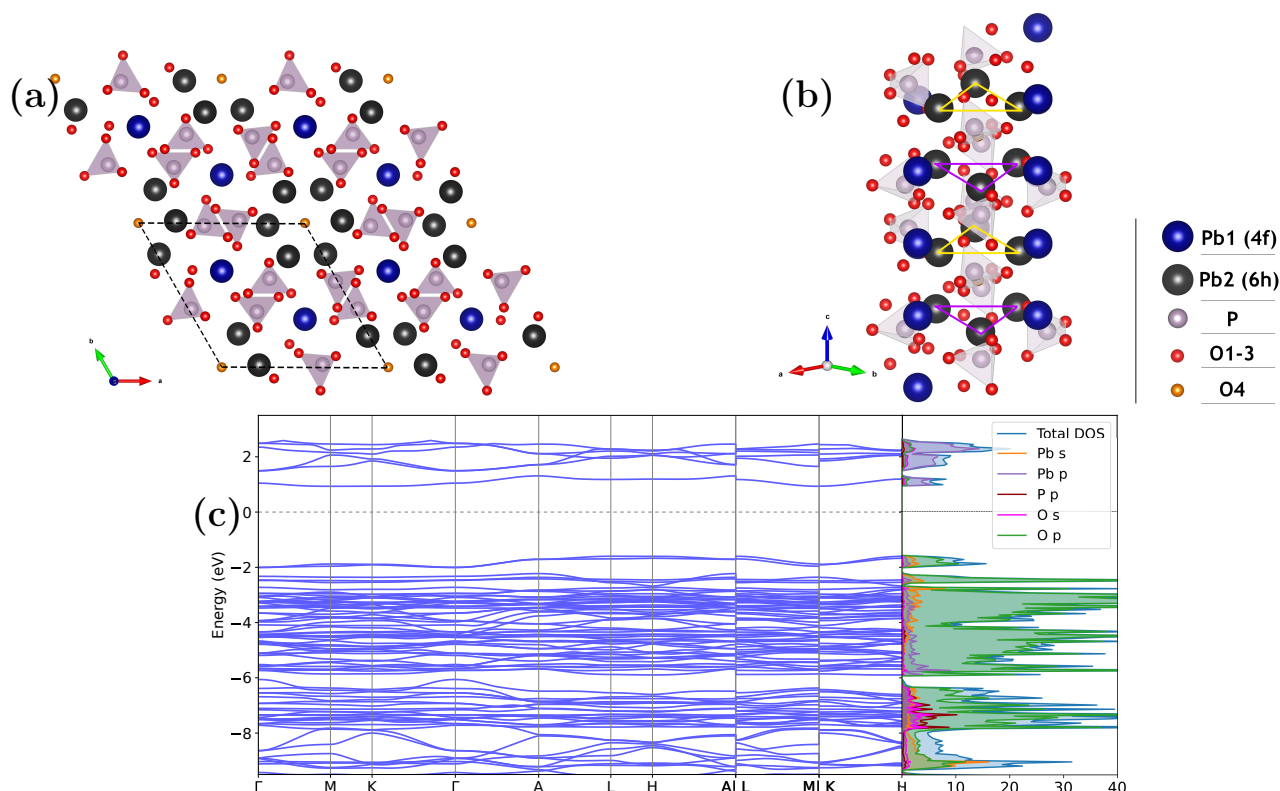 (a)
(b)
b
a
c
a
b
Pb1 (4f)
Pb2 (6h)
P
O1-3
O4
(c)
Energy (eV)
2
0
−2
−4
−6
−8
Γ M K Γ A L H A L M K H
Total DOS
Pb s
Pb p
P p
O s
O p
10 20 30 40